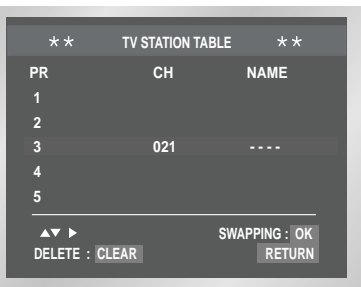 ** TV STATION TABLE **
PR CH NAME
1
2
3 021 ----
4
5
▲▼ ▶ SWAPPING : OK
DELETE : CLEAR RETURN